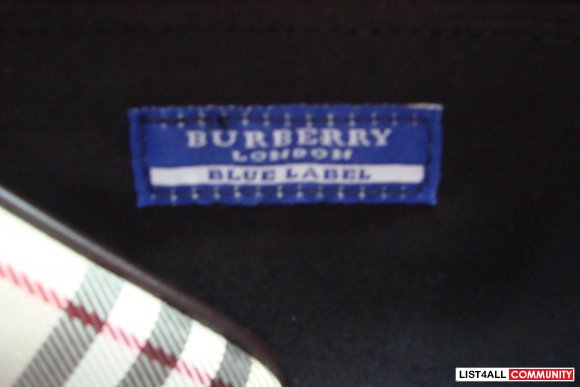 BURBERRY
LONDON
BLUE LABEL
LIST4ALL COMMUNITY